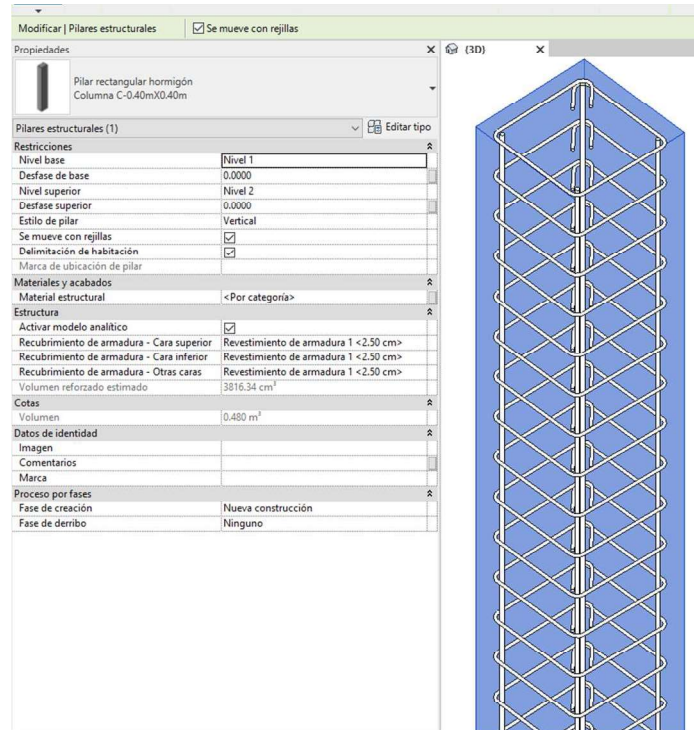 Modificar | Pilares estructurales Se mueve con rejillas
Propiedades
{3D}
Pilar rectangular hormigón
Columna C-0.40mX0.40m
Pilares estructurales (1) Editar tipo
Restricciones
Nivel base Nivel 1
Desfase de base 0.0000
Nivel superior Nivel 2
Desfase superior 0.0000
Estilo de pilar Vertical
Se mueve con rejillas
Delimitación de habitación
Marca de ubicación de pilar
Materiales y acabados
Material estructural <Por categoría>
Estructura
Activar modelo analítico
Recubrimiento de armadura - Cara superior Revestimiento de armadura 1 <2.50 cm>
Recubrimiento de armadura - Cara inferior Revestimiento de armadura 1 <2.50 cm>
Recubrimiento de armadura - Otras caras Revestimiento de armadura 1 <2.50 cm>
Volumen reforzado estimado 3816.34 cm³
Cotas
Volumen 0.480 m³
Datos de identidad
Imagen
Comentarios
Marca
Proceso por fases
Fase de creación Nueva construcción
Fase de derribo Ninguno